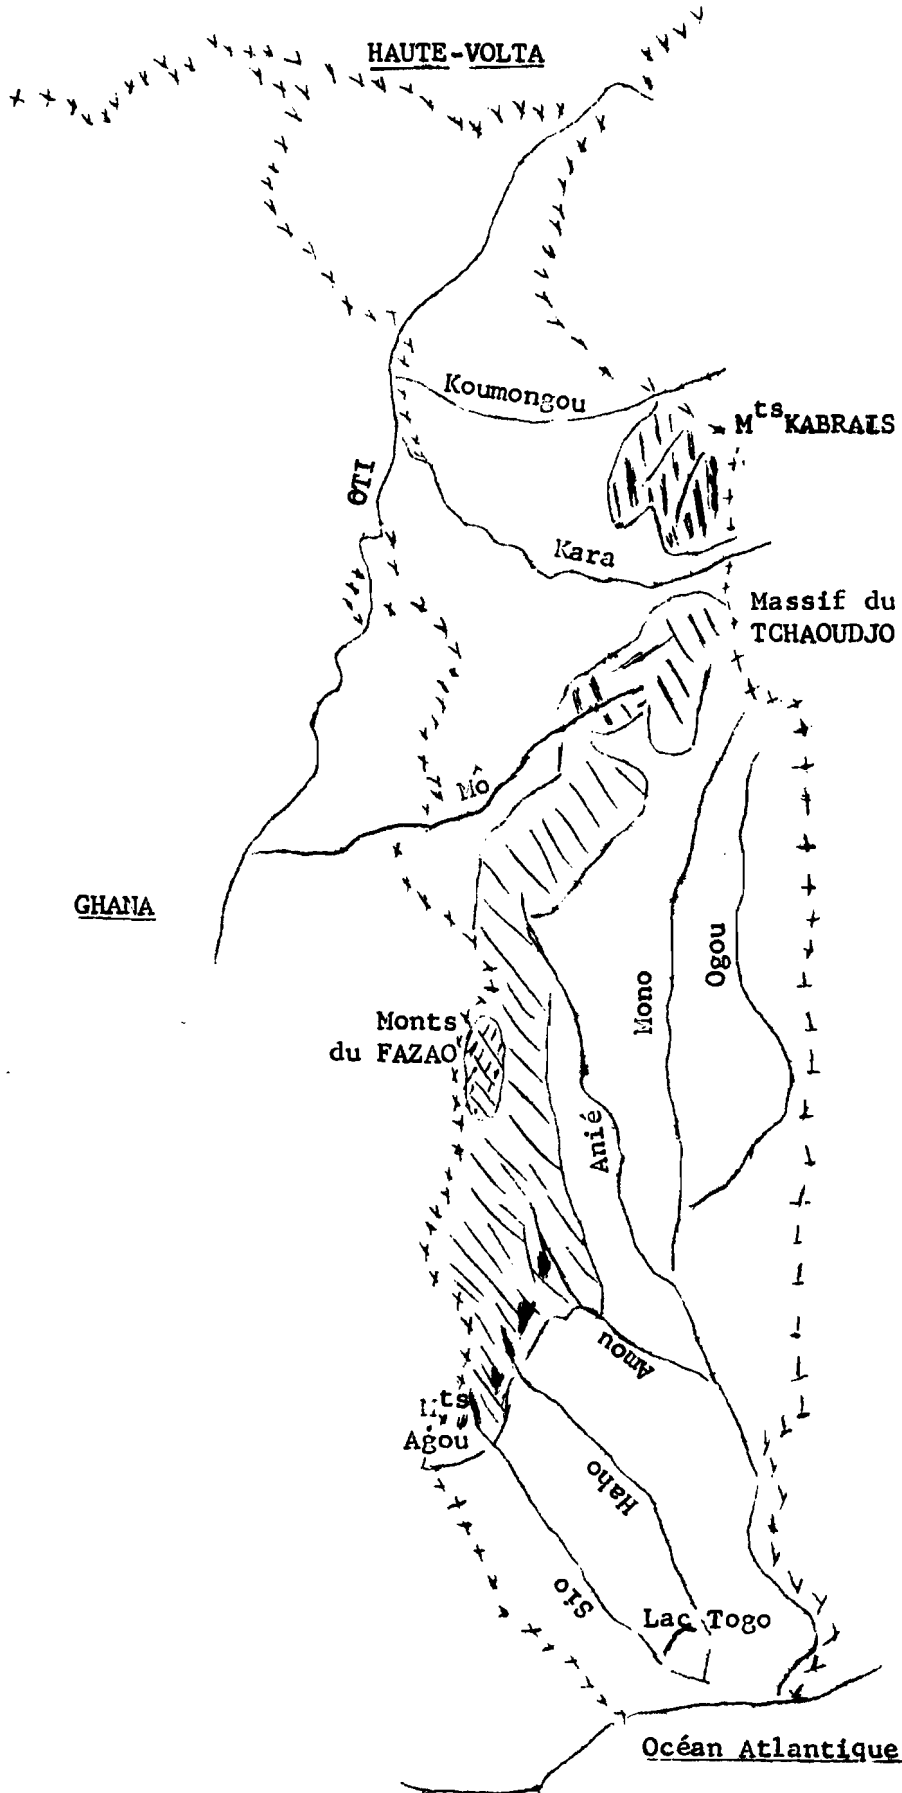 HAUTE-VOLTA
Koumongou
Mts KABRAIS
OTI
Kara
Massif du
TCHAOUDJO
Mô
GHANA
Mono
Ogou
Monts
du FAZAO
Anié
Amou
Mts
Agou
Haho
Sio
Lac Togo
Océan Atlantique